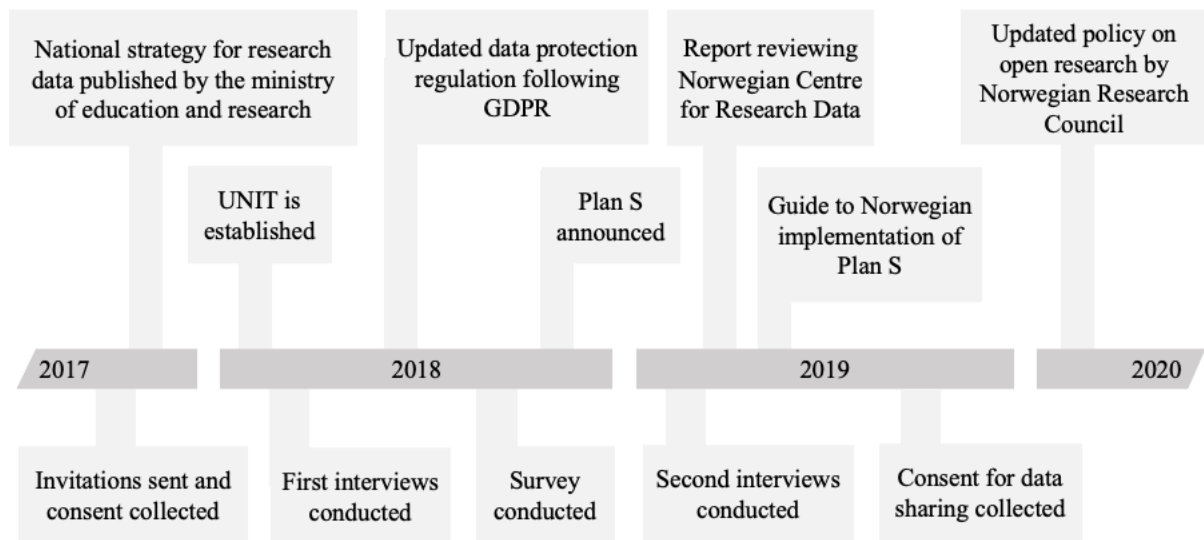 National strategy for research
data published by the ministry
of education and research
Updated data protection
regulation following
GDPR
Report reviewing
Norwegian Centre
for Research Data
Updated policy on
open research by
Norwegian Research
Council
UNIT is
established
Plan S
announced
Guide to Norwegian
implementation of
Plan S
2017
2018
2019
2020
Invitations sent and
consent collected
First interviews
conducted
Survey
conducted
Second interviews
conducted
Consent for data
sharing collected